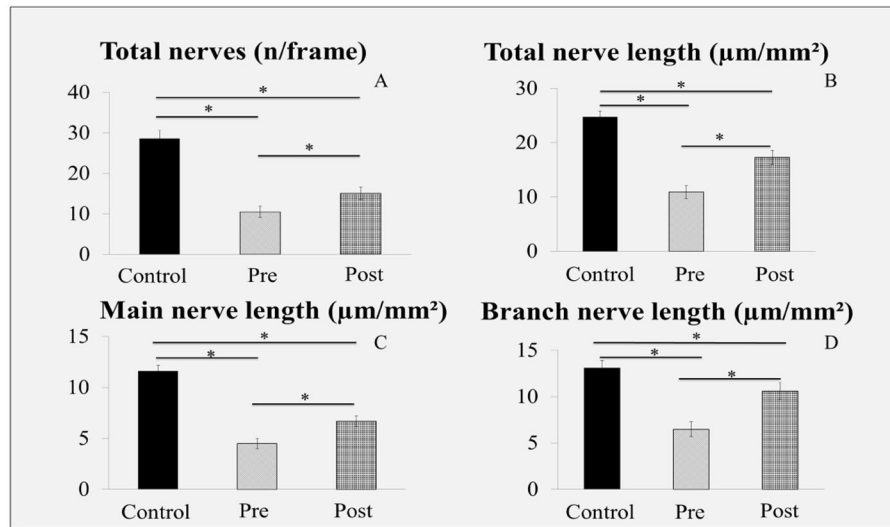 Total nerves (n/frame)
A
40
30
20
10
0
*
*
*
Control Pre Post
Total nerve length (µm/mm²)
B
30
20
10
0
*
*
*
Control Pre Post
Main nerve length (µm/mm²)
C
15
10
5
0
*
*
*
Control Pre Post
Branch nerve length (µm/mm²)
D
15
10
5
0
*
*
*
Control Pre Post